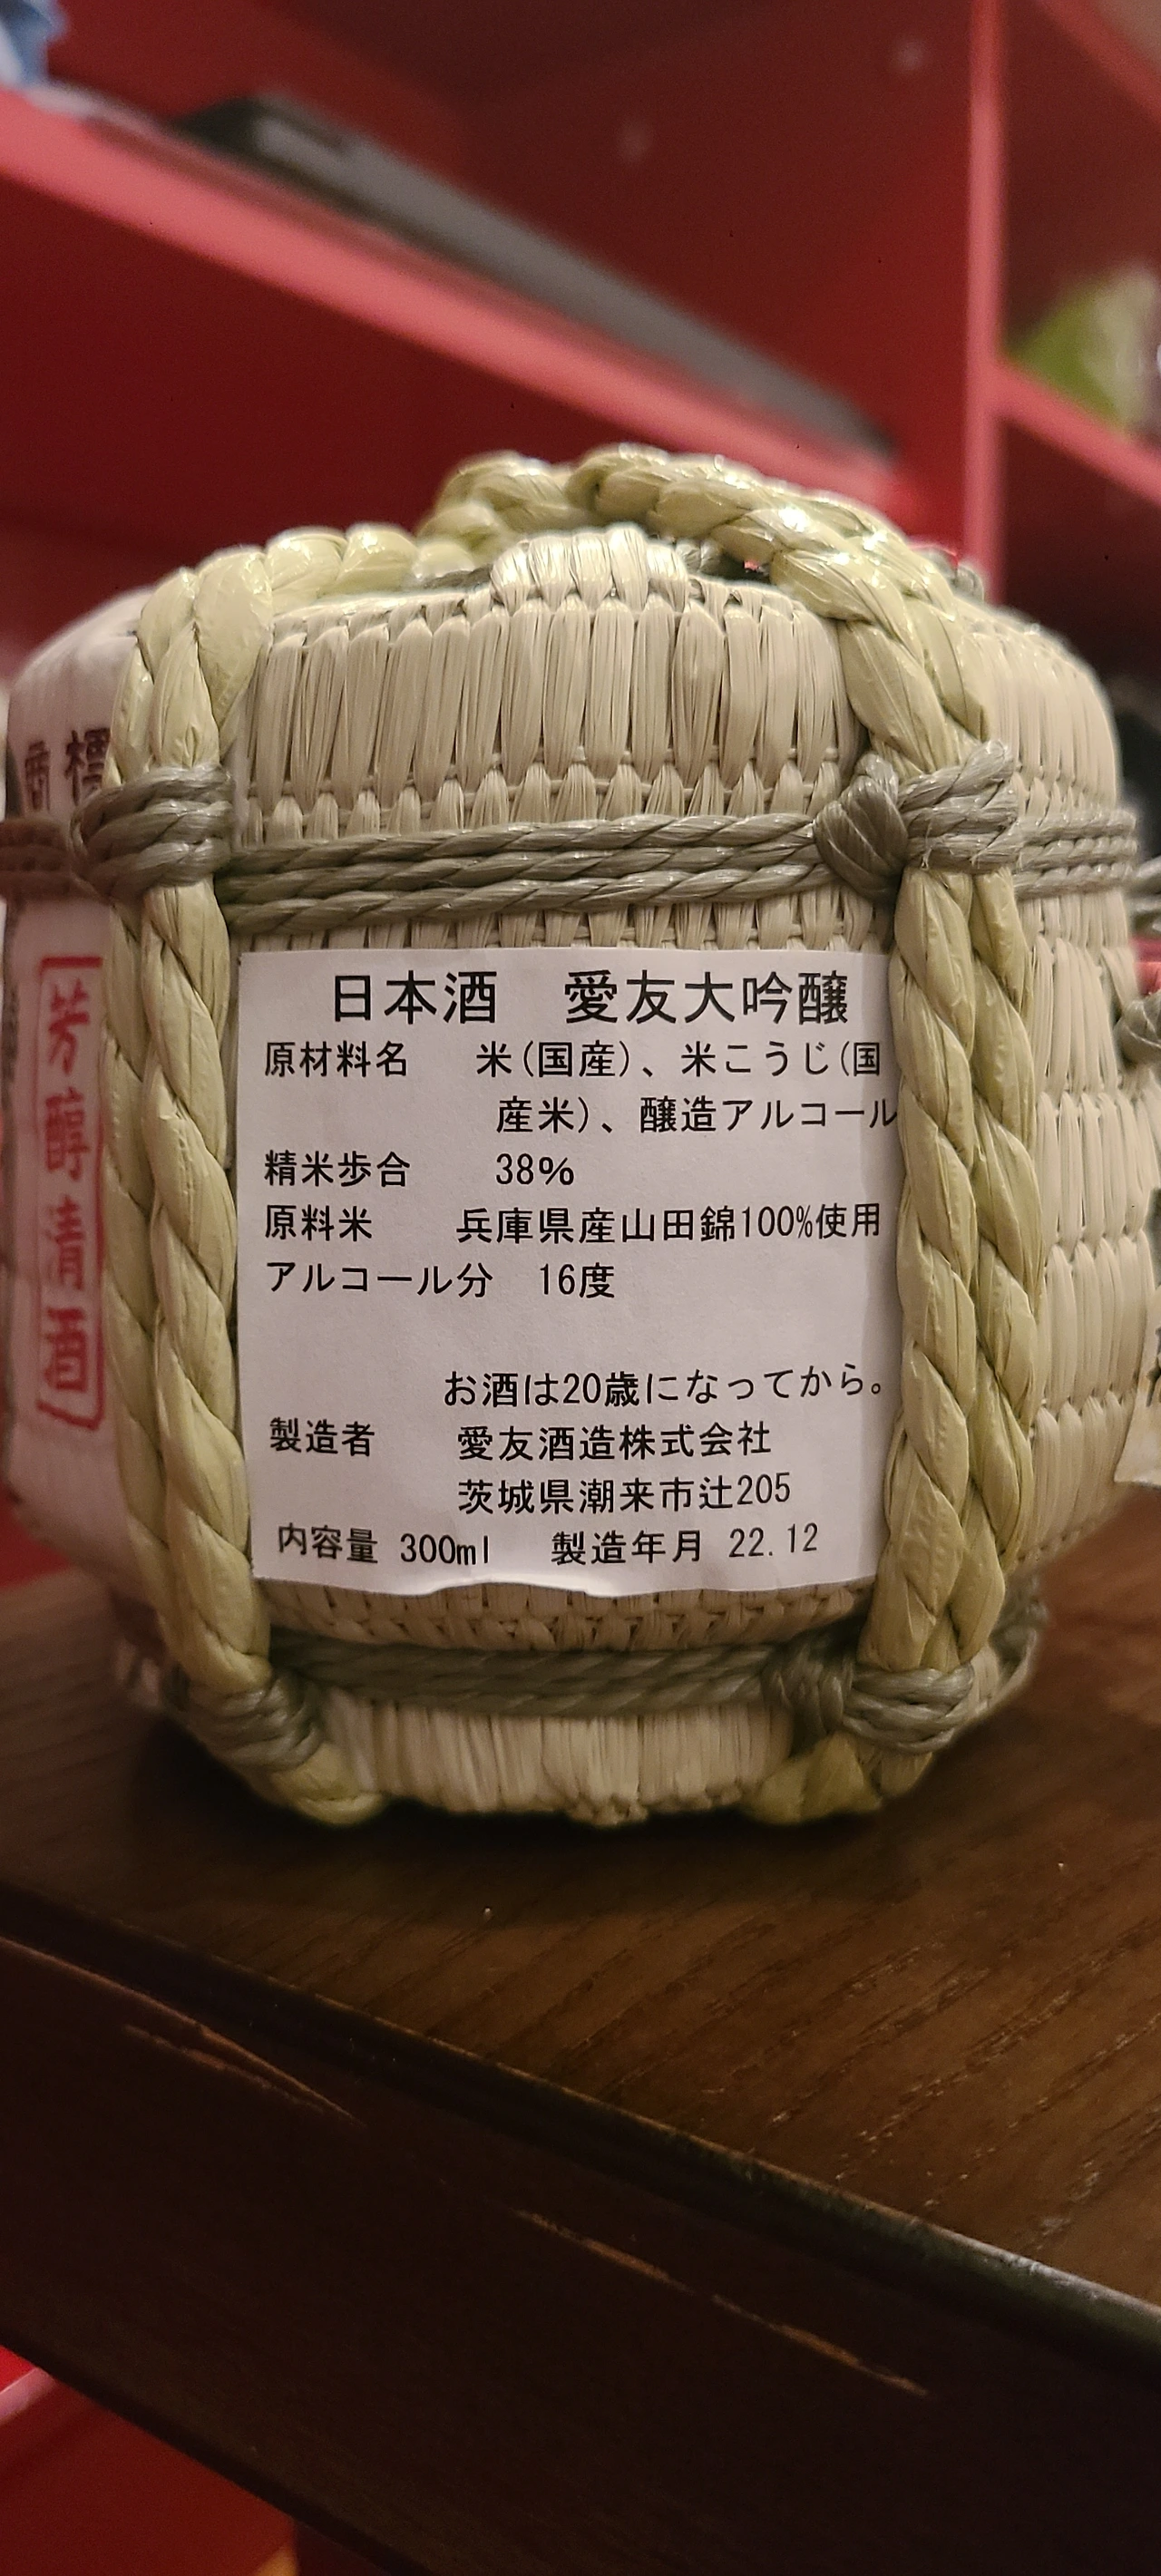 日本酒　愛友大吟醸
原材料名　米(国産)、米こうじ(国
産米)、醸造アルコール
精米歩合　38%
原料米　兵庫県産山田錦100%使用
アルコール分　16度
お酒は20歳になってから。
製造者　愛友酒造株式会社
茨城県潮来市辻205
内容量 300ml　製造年月 22.12
芳醇清酒